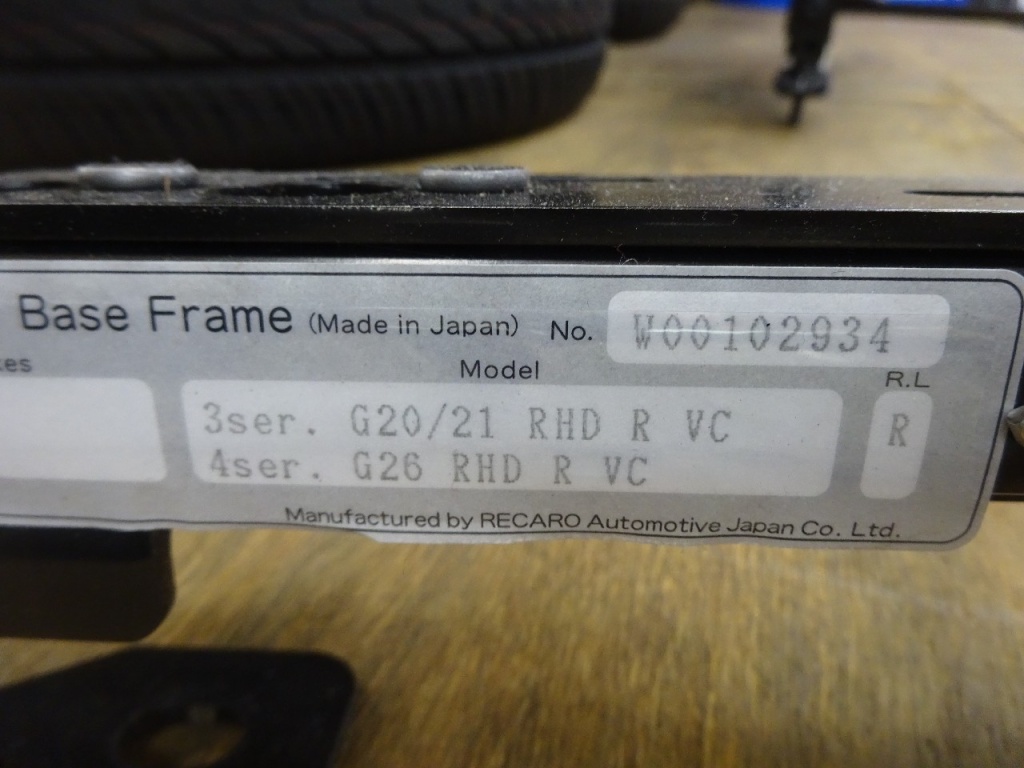 Base Frame (Made in Japan) No. W00102934
Model R.L
3ser. G20/21 RHD R VC R
4ser. G26 RHD R VC
Manufactured by RECARO Automotive Japan Co. Ltd.